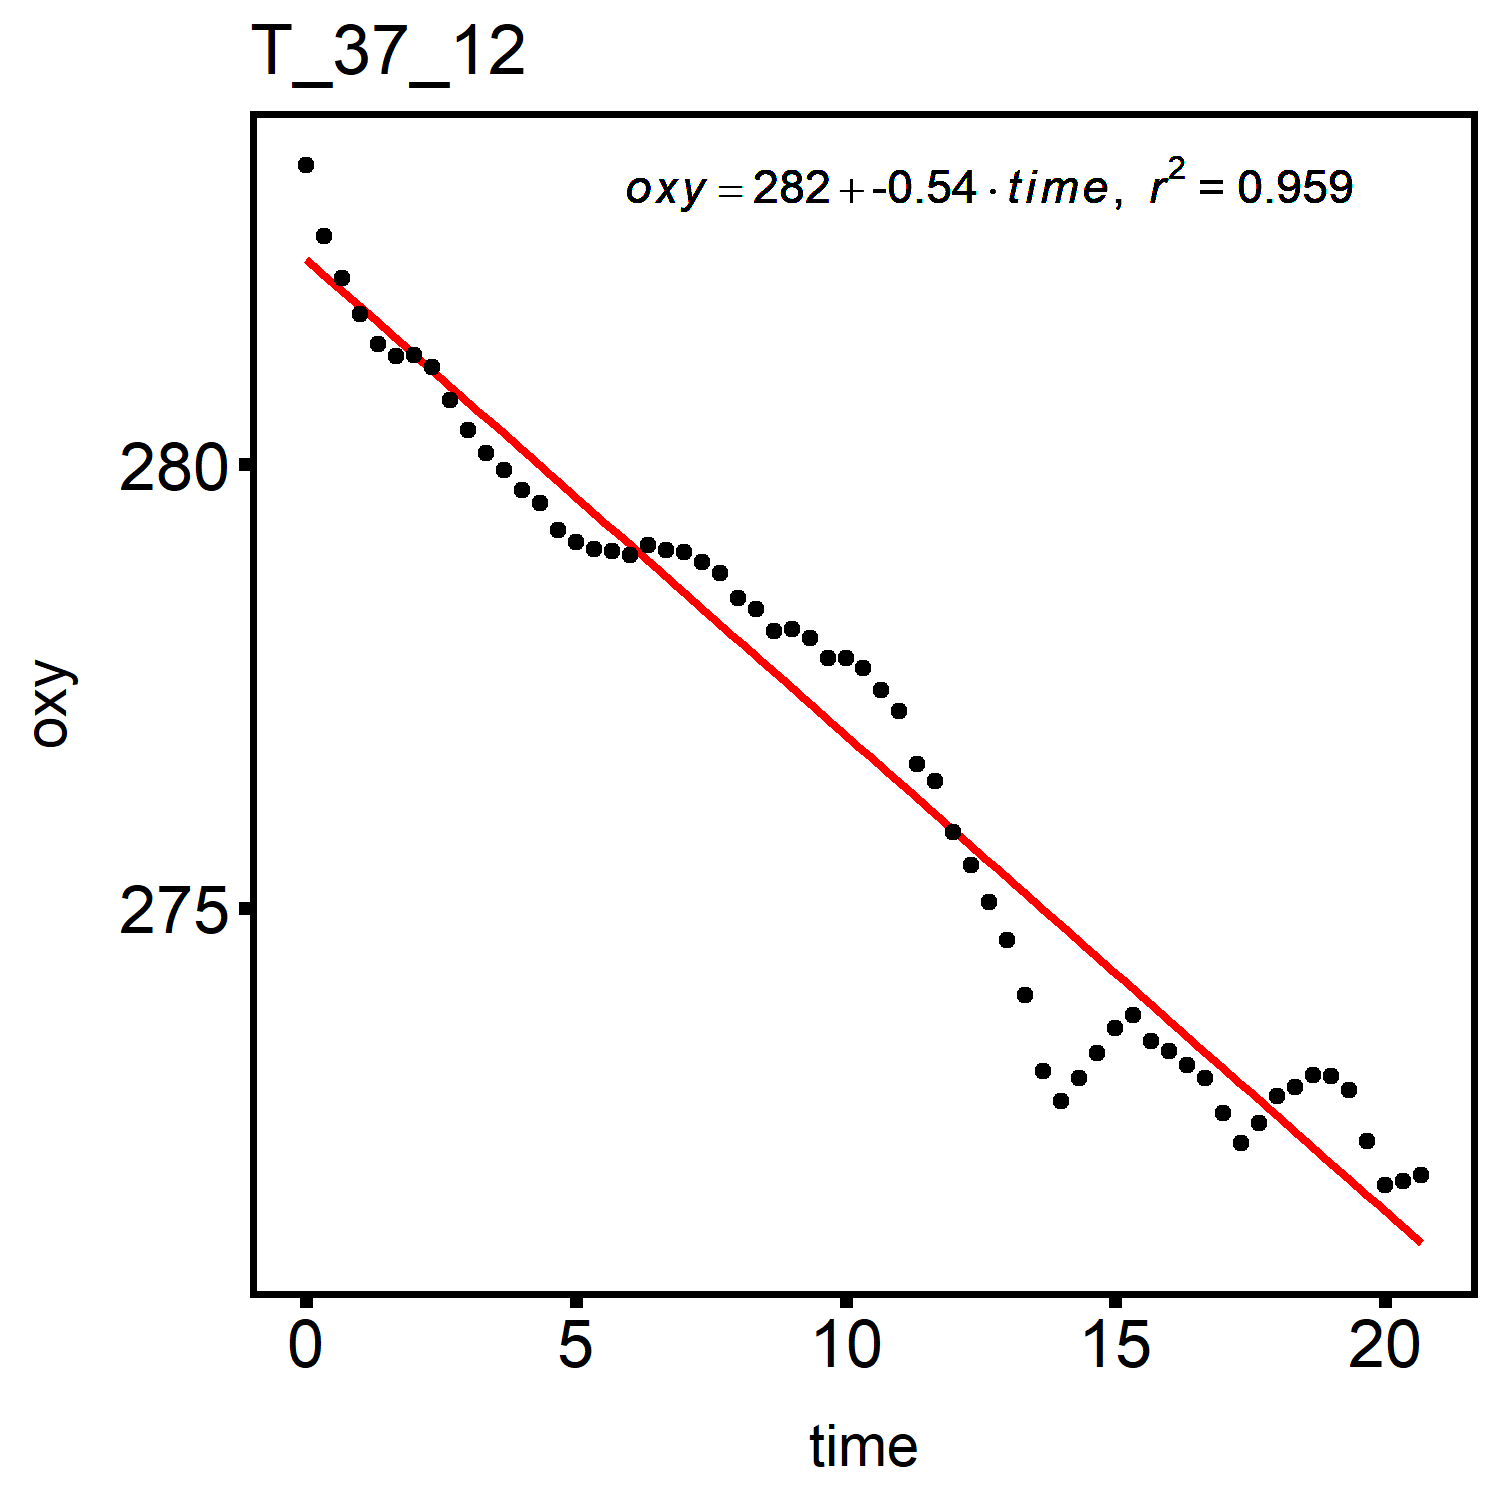 T_37_12
oxy = 282 + -0.54 · time, r² = 0.959
280
275
oxy
0 5 10 15 20
time